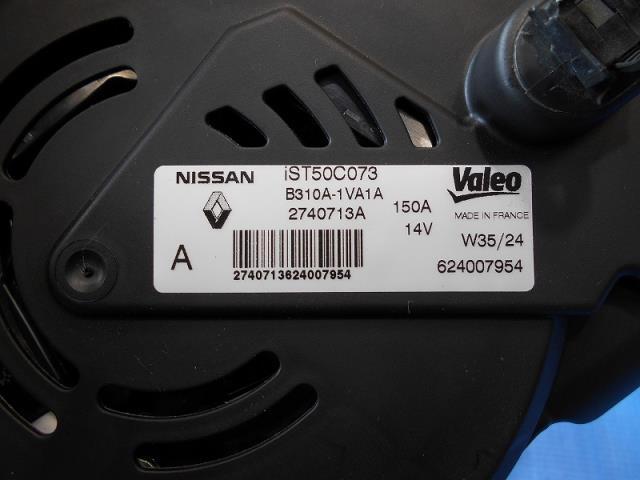 NISSAN iST50C073 Valeo
B310A-1VA1A
2740713A 150A MADE IN FRANCE
14V W35/24
A
624007954
2740713624007954